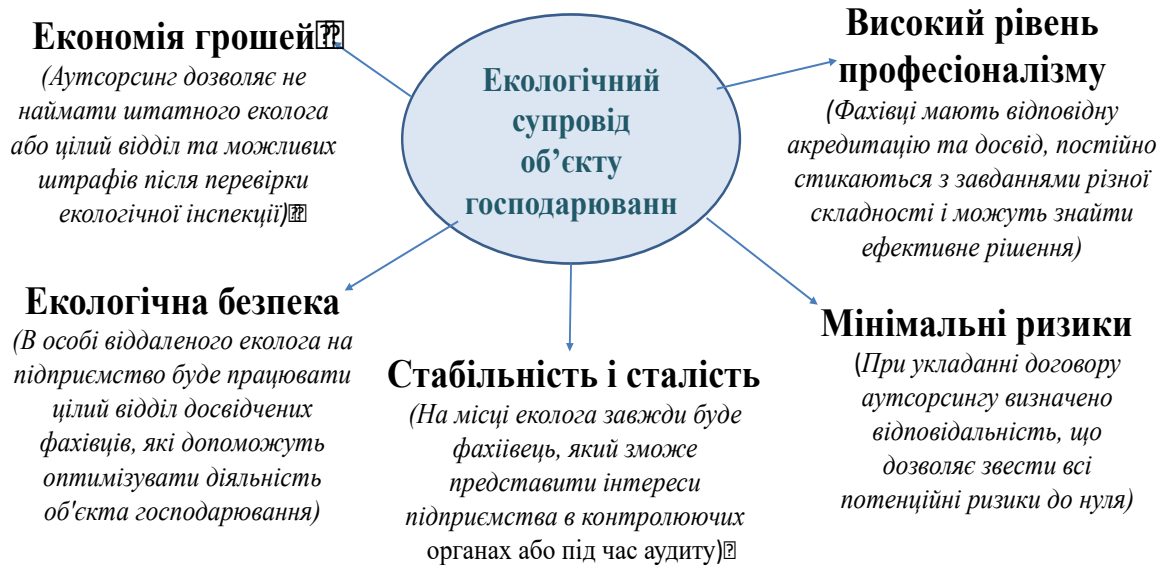 Економія грошей
(Аутсорсинг дозволяє не
наймати штатного еколога
або цілий відділ та можливих
штрафів після перевірки
екологічної інспекції)
Екологічний
супровід
об’єкту
господарюванн
Високий рівень
професіоналізму
(Фахівці мають відповідну
акредитацію та досвід, постійно
стикаються з завданнями різної
складності і можуть знайти
ефективне рішення)
Екологічна безпека
(В особі віддаленого еколога на
підприємство буде працювати
цілий відділ досвідчених
фахівців, які допоможуть
оптимізувати діяльність
об'єкта господарювання)
Стабільність і сталість
(На місці еколога завжди буде
фахіівець, який зможе
представити інтереси
підприємства в контролюючих
органах або під час аудиту)
Мінімальні ризики
(При укладанні договору
аутсорсингу визначено
відповідальність, що
дозволяє звести всі
потенційні ризики до нуля)